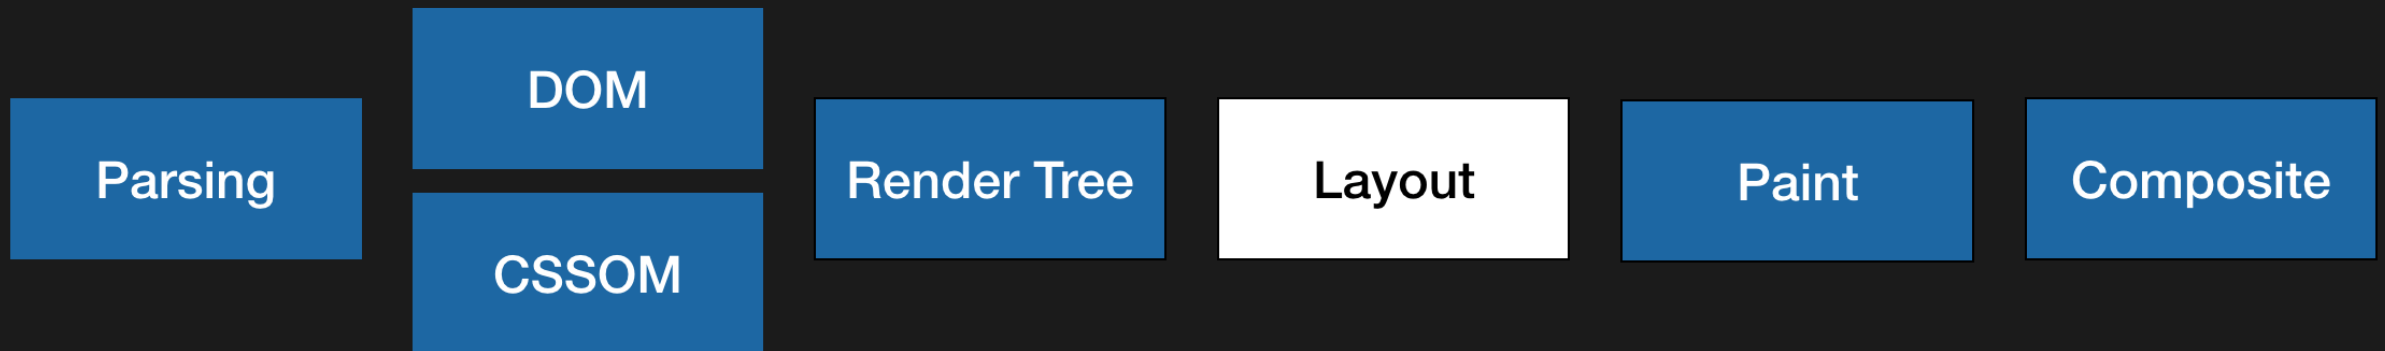 Parsing
DOM
CSSOM
Render Tree
Layout
Paint
Composite